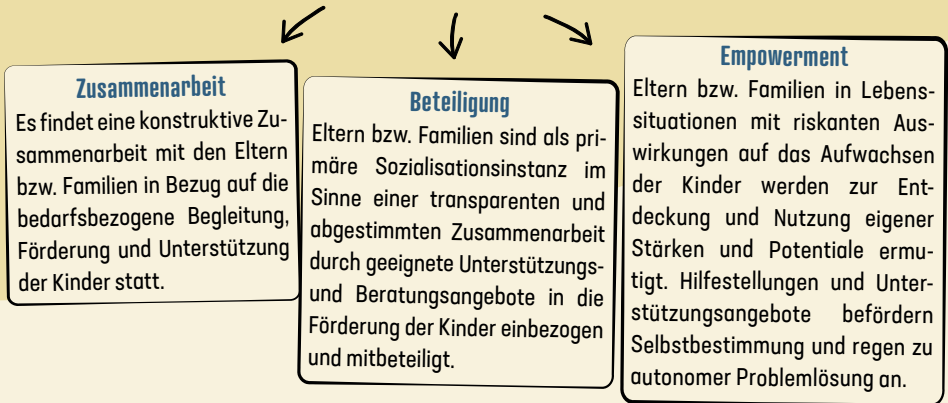 Zusammenarbeit
Es findet eine konstruktive Zu-
sammenarbeit mit den Eltern
bzw. Familien in Bezug auf die
bedarfsbezogene Begleitung,
Förderung und Unterstützung
der Kinder statt.
Beteiligung
Eltern bzw. Familien sind als pri-
märe Sozialisationsinstanz im
Sinne einer transparenten und
abgestimmten Zusammenarbeit
durch geeignete Unterstützungs-
und Beratungsangebote in die
Förderung der Kinder einbezogen
und mitbeteiligt.
Empowerment
Eltern bzw. Familien in Lebens-
situationen mit riskanten Aus-
wirkungen auf das Aufwachsen
der Kinder werden zur Ent-
deckung und Nutzung eigener
Stärken und Potentiale ermu-
tigt. Hilfestellungen und Unter-
stützungsangebote befördern
Selbstbestimmung und regen zu
autonomer Problemlösung an.